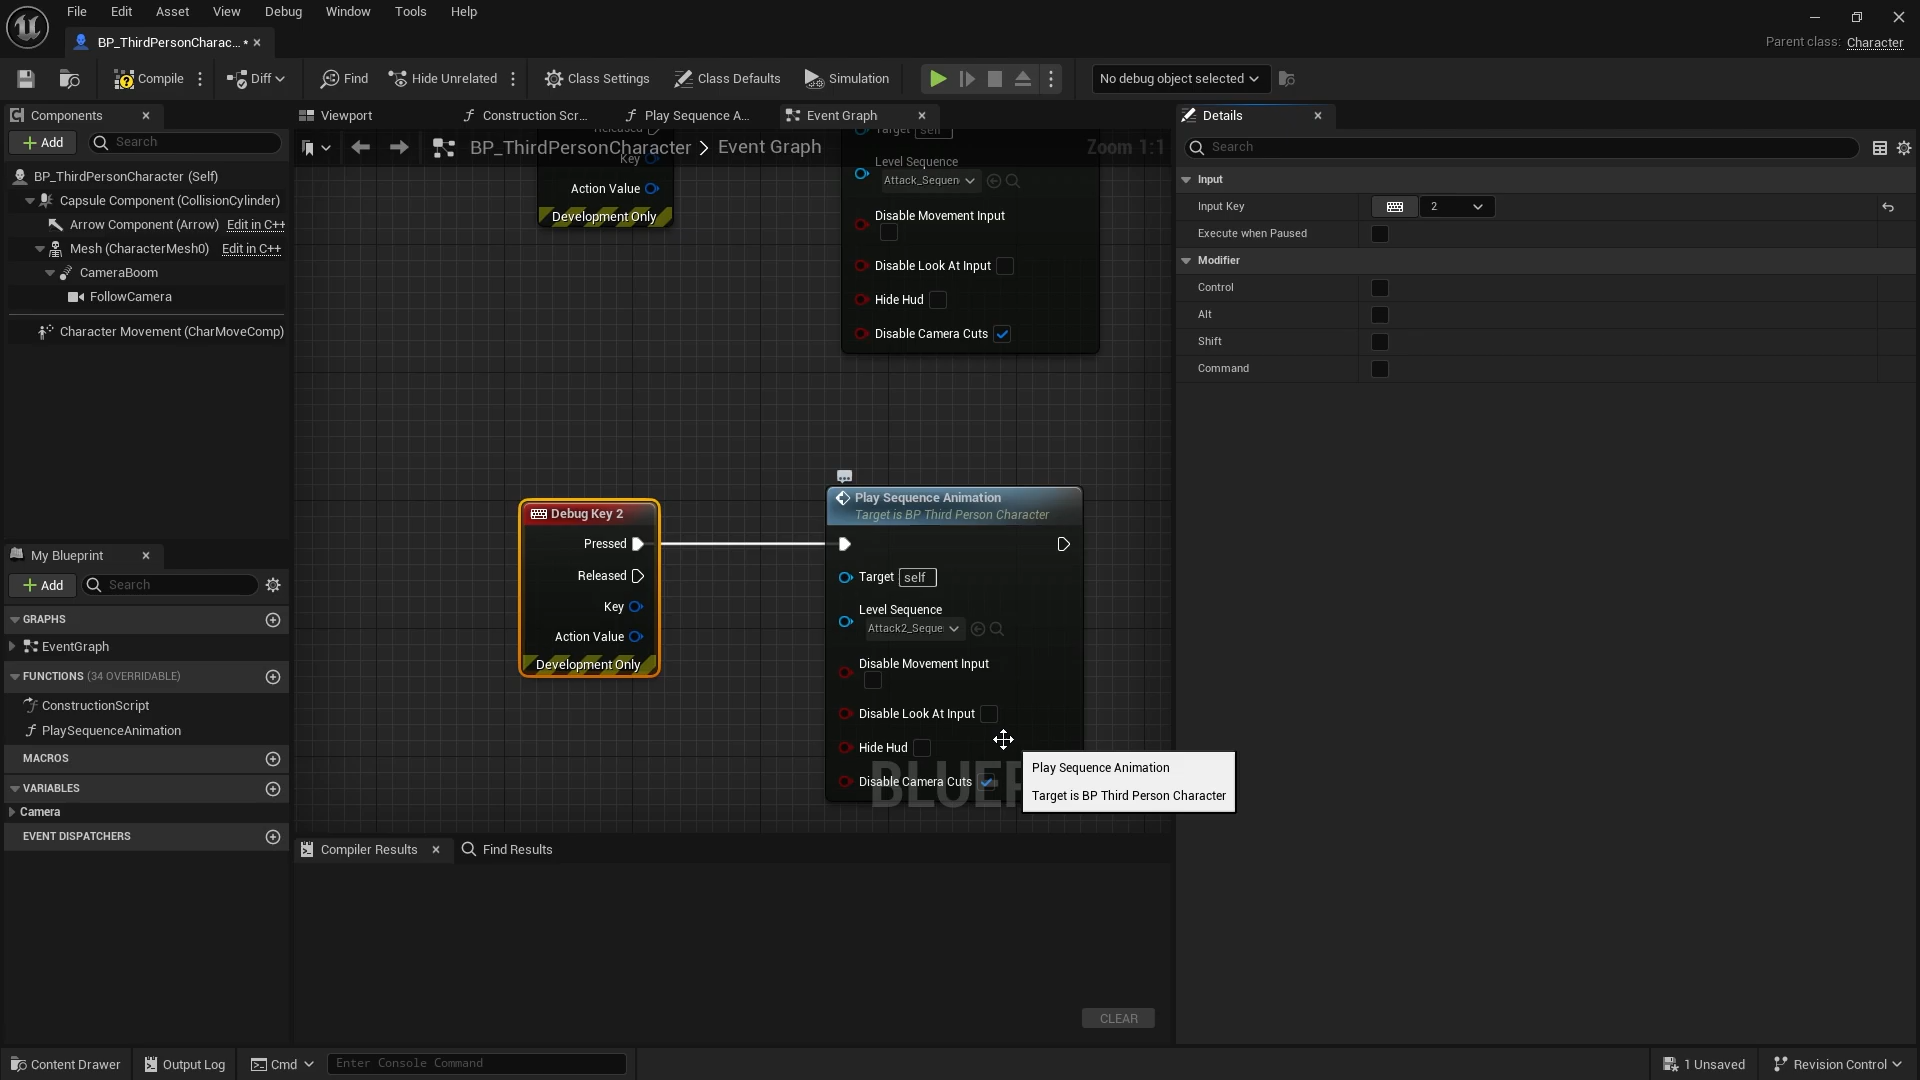 File Edit Asset View Debug Window Tools Help
BP_ThirdPersonCharac... *
Parent class: Character
Compile Diff Find Hide Unrelated Class Settings Class Defaults Simulation No debug object selected
Components
Add Search
BP_ThirdPersonCharacter (Self)
Capsule Component (CollisionCylinder)
Arrow Component (Arrow) Edit in C++
Mesh (CharacterMesh0) Edit in C++
CameraBoom
FollowCamera
Character Movement (CharMoveComp)
My Blueprint
Add Search
GRAPHS
EventGraph
FUNCTIONS (34 OVERRIDABLE)
ConstructionScript
PlaySequenceAnimation
MACROS
VARIABLES
Camera
EVENT DISPATCHERS
Viewport Construction Scr... Play Sequence A... Event Graph
BP_ThirdPersonCharacter > Event Graph
Zoom 1:1
Released
Key
Action Value
Development Only
Target self
Level Sequence
Attack_Sequen
Disable Movement Input
Disable Look At Input
Hide Hud
Disable Camera Cuts
Debug Key 2
Pressed
Released
Key
Action Value
Development Only
Play Sequence Animation
Target is BP Third Person Character
Target self
Level Sequence
Attack2_Seque
Disable Movement Input
Disable Look At Input
Hide Hud
Disable Camera Cuts
BLUEP
Play Sequence Animation
Target is BP Third Person Character
Compiler Results Find Results
CLEAR
Details
Search
Input
Input Key 2
Execute when Paused
Modifier
Control
Alt
Shift
Command
Content Drawer Output Log Cmd Enter Console Command 1 Unsaved Revision Control